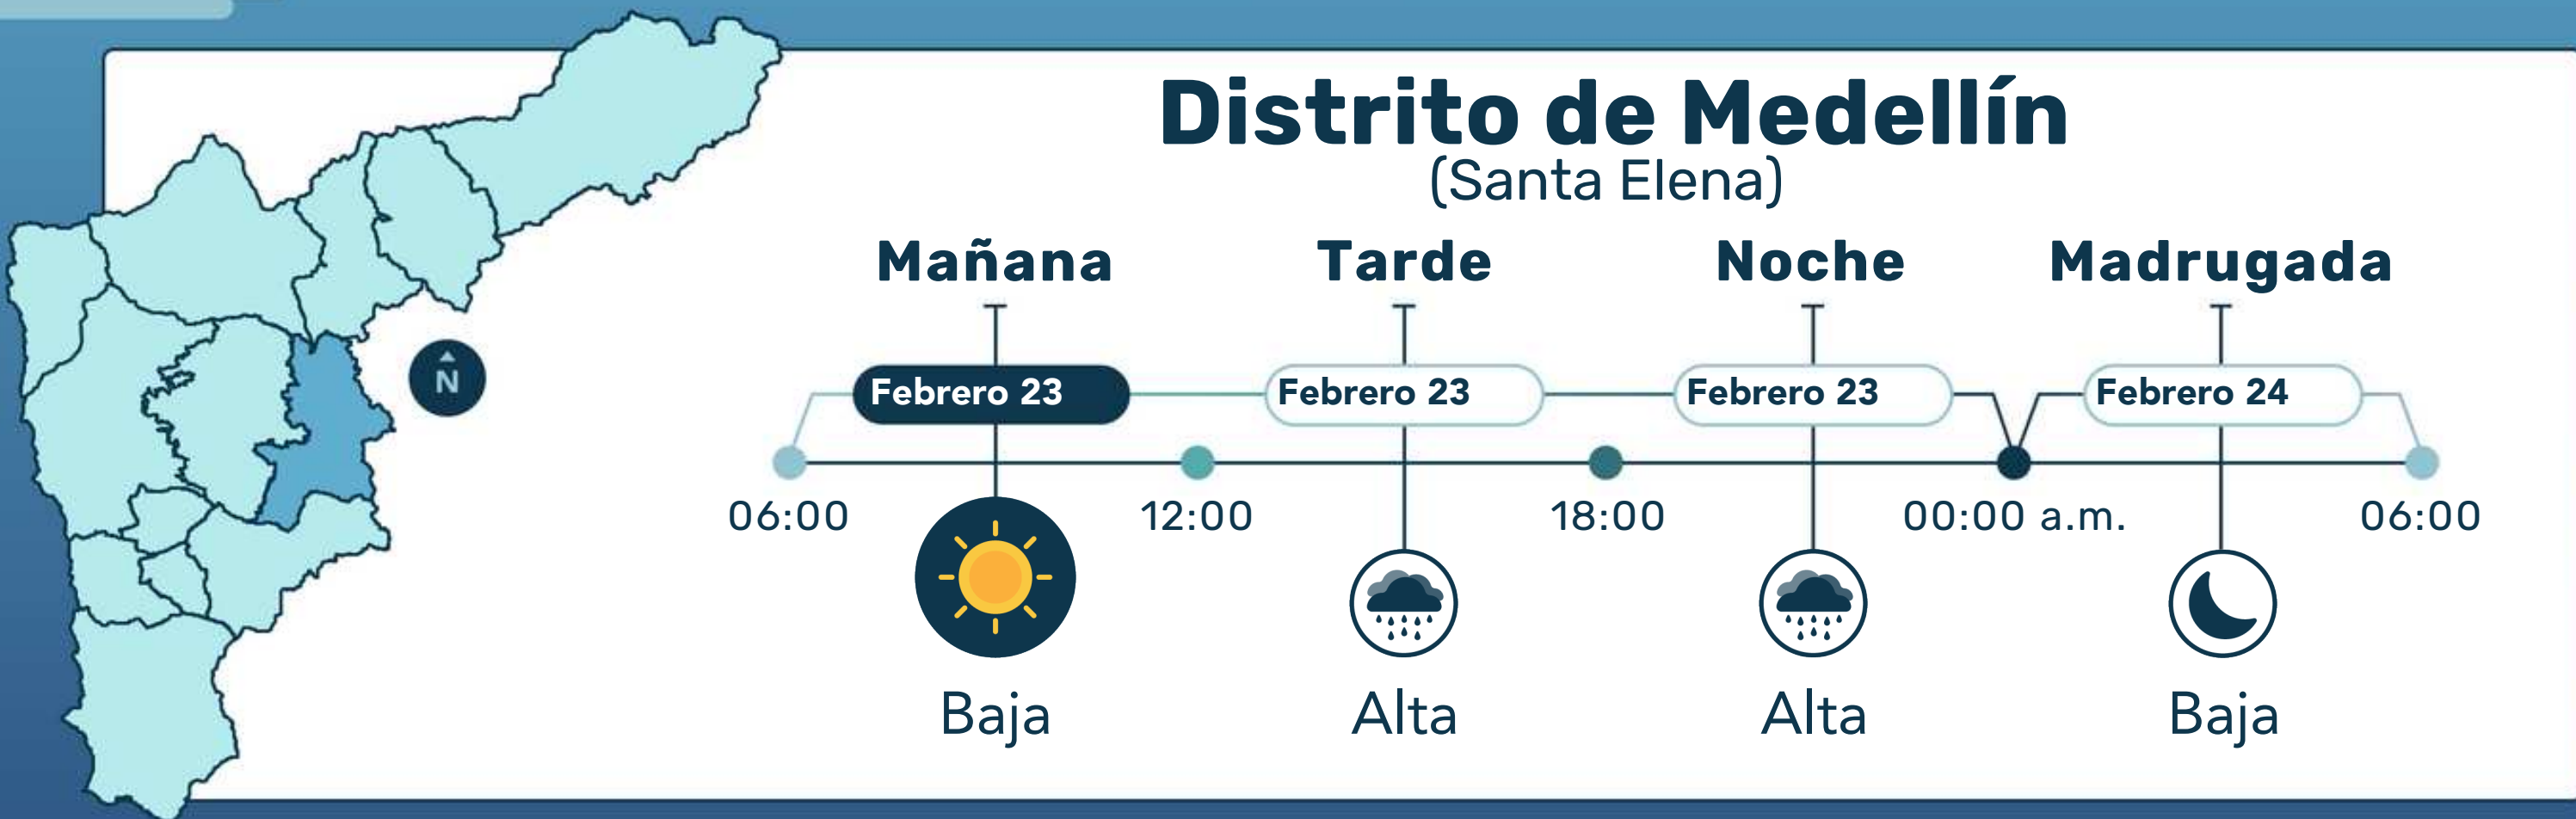 Distrito de Medellín
(Santa Elena)
Mañana Tarde Noche Madrugada
Febrero 23 Febrero 23 Febrero 23 Febrero 24
N
06:00 12:00 18:00 00:00 a.m. 06:00
Baja Alta Alta Baja